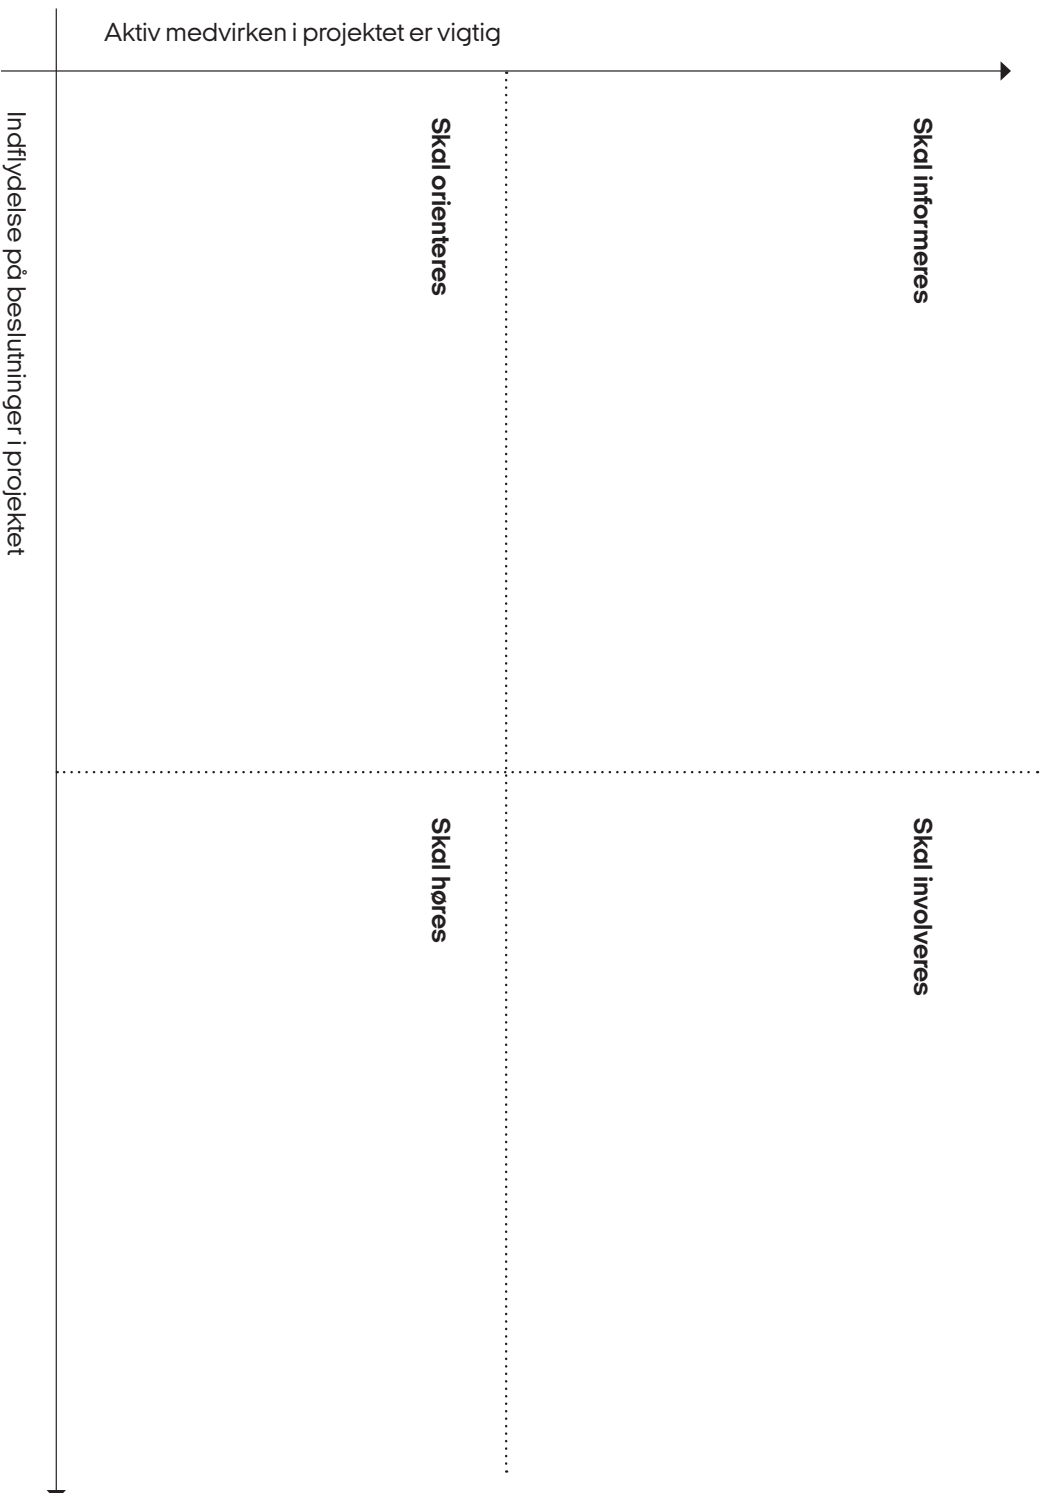 Aktiv medvirken i projektet er vigtig
Skal informeres
Skal involveres
Skal orienteres
Skal høres
Indflydelse på beslutninger i projektet